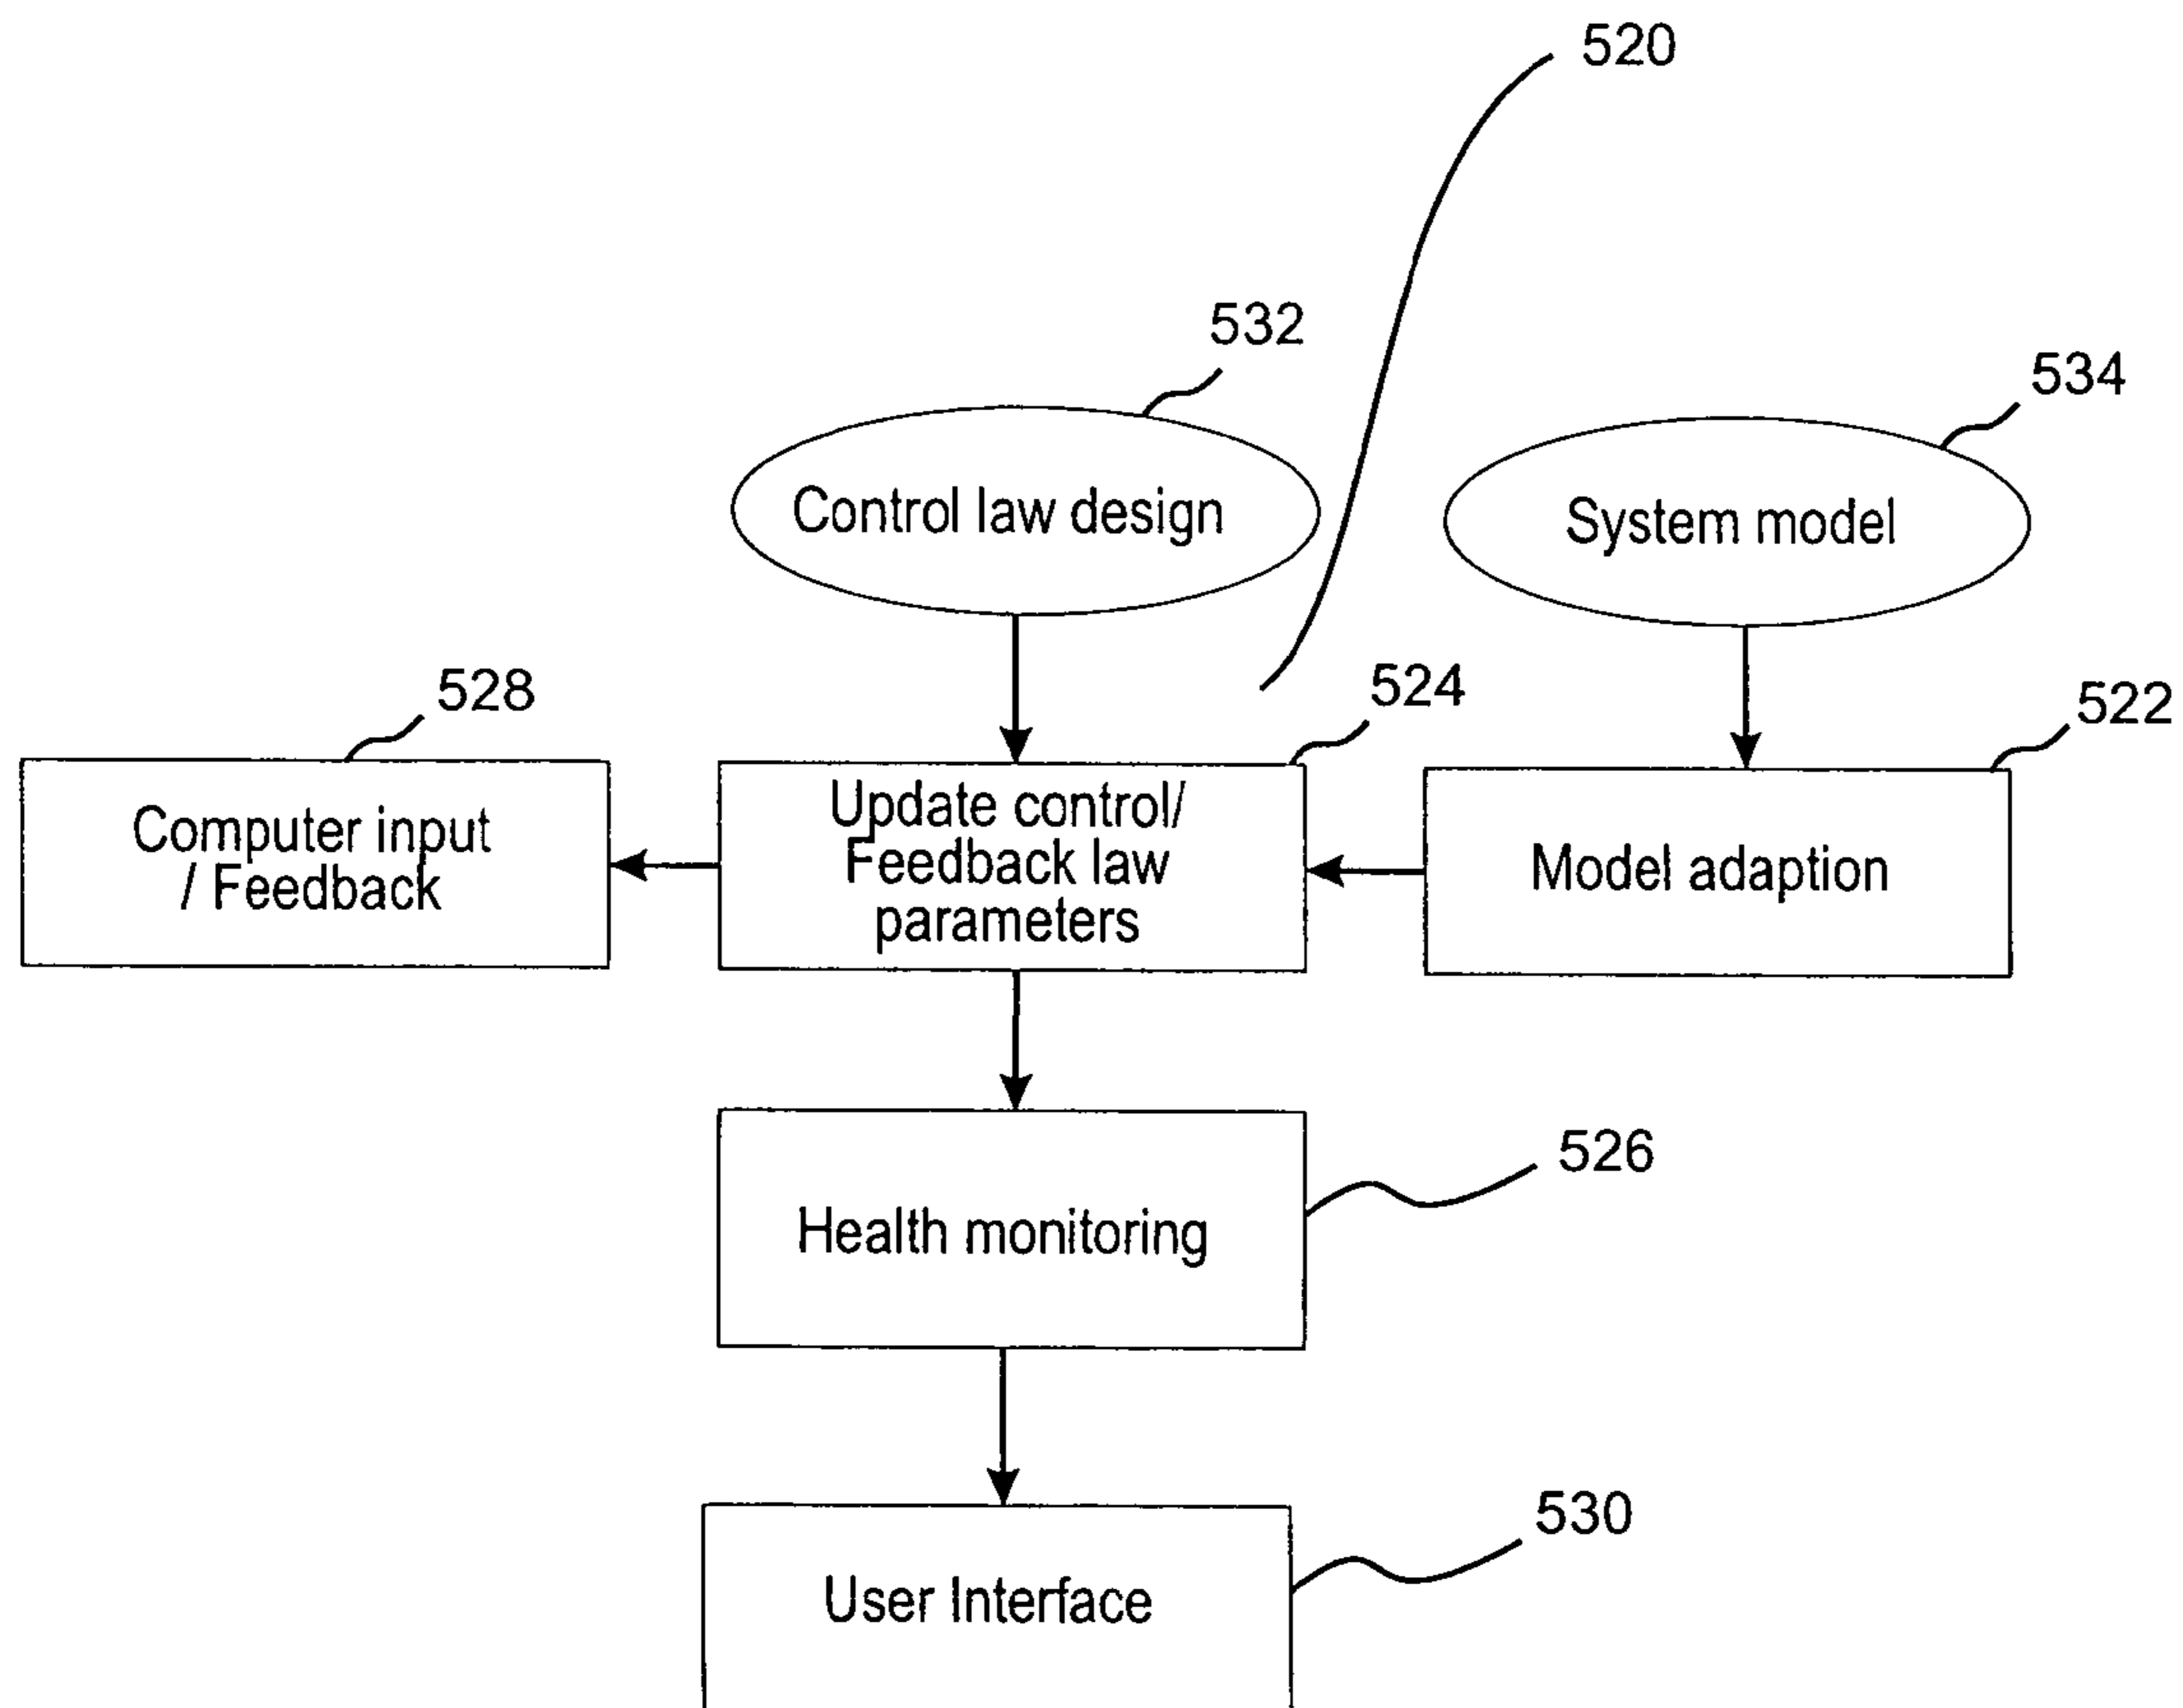 520
532
534
Control law design
System model
528
524
522
Computer input
/ Feedback
Update control/
Feedback law
parameters
Model adaption
526
Health monitoring
530
User Interface